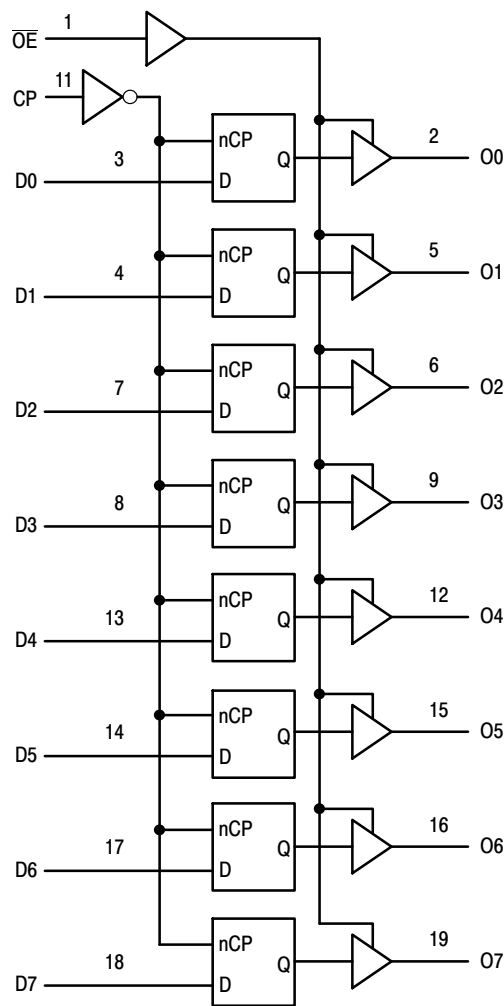 1
O̅E̅
11
CP
nCP
3
Q
2
D0
D
O0
nCP
4
Q
5
D1
D
O1
nCP
7
Q
6
D2
D
O2
nCP
8
Q
9
D3
D
O3
nCP
13
Q
12
D4
D
O4
nCP
14
Q
15
D5
D
O5
nCP
17
Q
16
D6
D
O6
nCP
18
Q
19
D7
D
O7